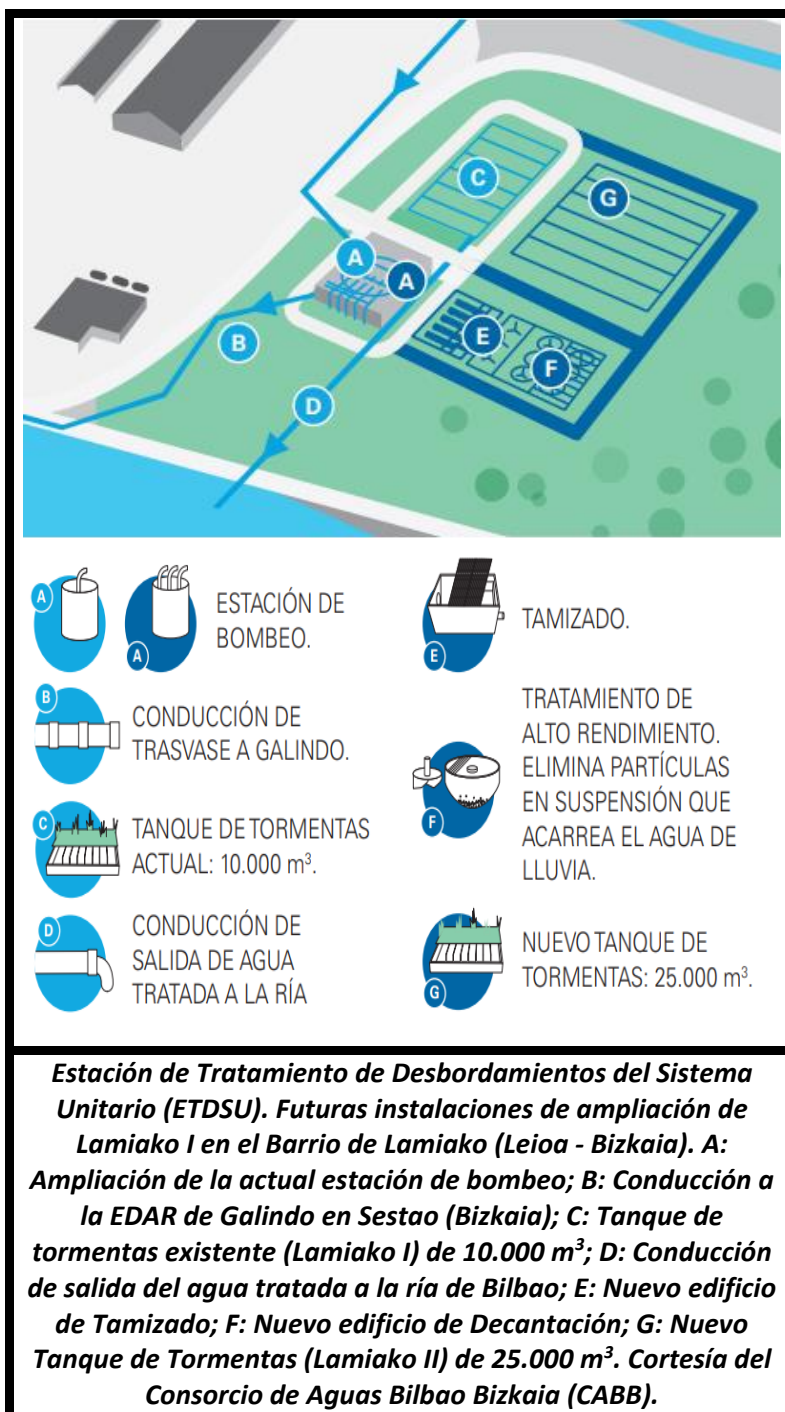 C
G
A
A
E
B
F
D
A
A
ESTACIÓN DE
BOMBEO.
B
CONDUCCIÓN DE
TRASVASE A GALINDO.
C
TANQUE DE TORMENTAS
ACTUAL: 10.000 m³.
D
CONDUCCIÓN DE
SALIDA DE AGUA
TRATADA A LA RÍA
E
TAMIZADO.
F
TRATAMIENTO DE
ALTO RENDIMIENTO.
ELIMINA PARTÍCULAS
EN SUSPENSIÓN QUE
ACARREA EL AGUA DE
LLUVIA.
G
NUEVO TANQUE DE
TORMENTAS: 25.000 m³.
Estación de Tratamiento de Desbordamientos del Sistema
Unitario (ETDSU). Futuras instalaciones de ampliación de
Lamiako I en el Barrio de Lamiako (Leioa - Bizkaia). A:
Ampliación de la actual estación de bombeo; B: Conducción a
la EDAR de Galindo en Sestao (Bizkaia); C: Tanque de
tormentas existente (Lamiako I) de 10.000 m³; D: Conducción
de salida del agua tratada a la ría de Bilbao; E: Nuevo edificio
de Tamizado; F: Nuevo edificio de Decantación; G: Nuevo
Tanque de Tormentas (Lamiako II) de 25.000 m³. Cortesía del
Consorcio de Aguas Bilbao Bizkaia (CABB).